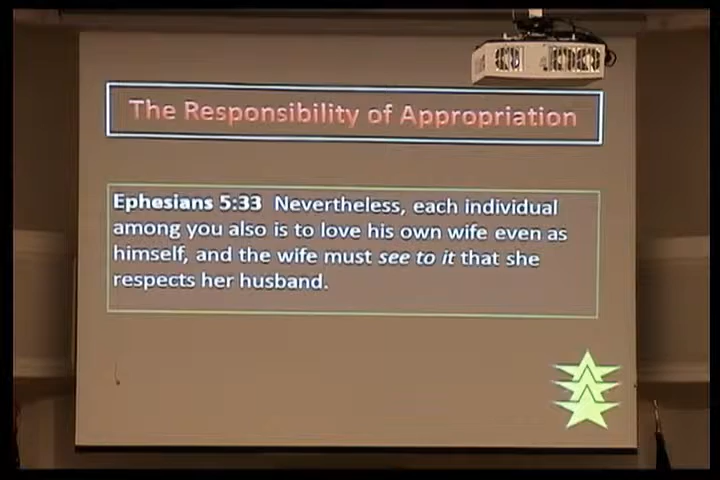 The Responsibility of Appropriation
Ephesians 5:33 Nevertheless, each individual
among you also is to love his own wife even as
himself, and the wife must see to it that she
respects her husband.